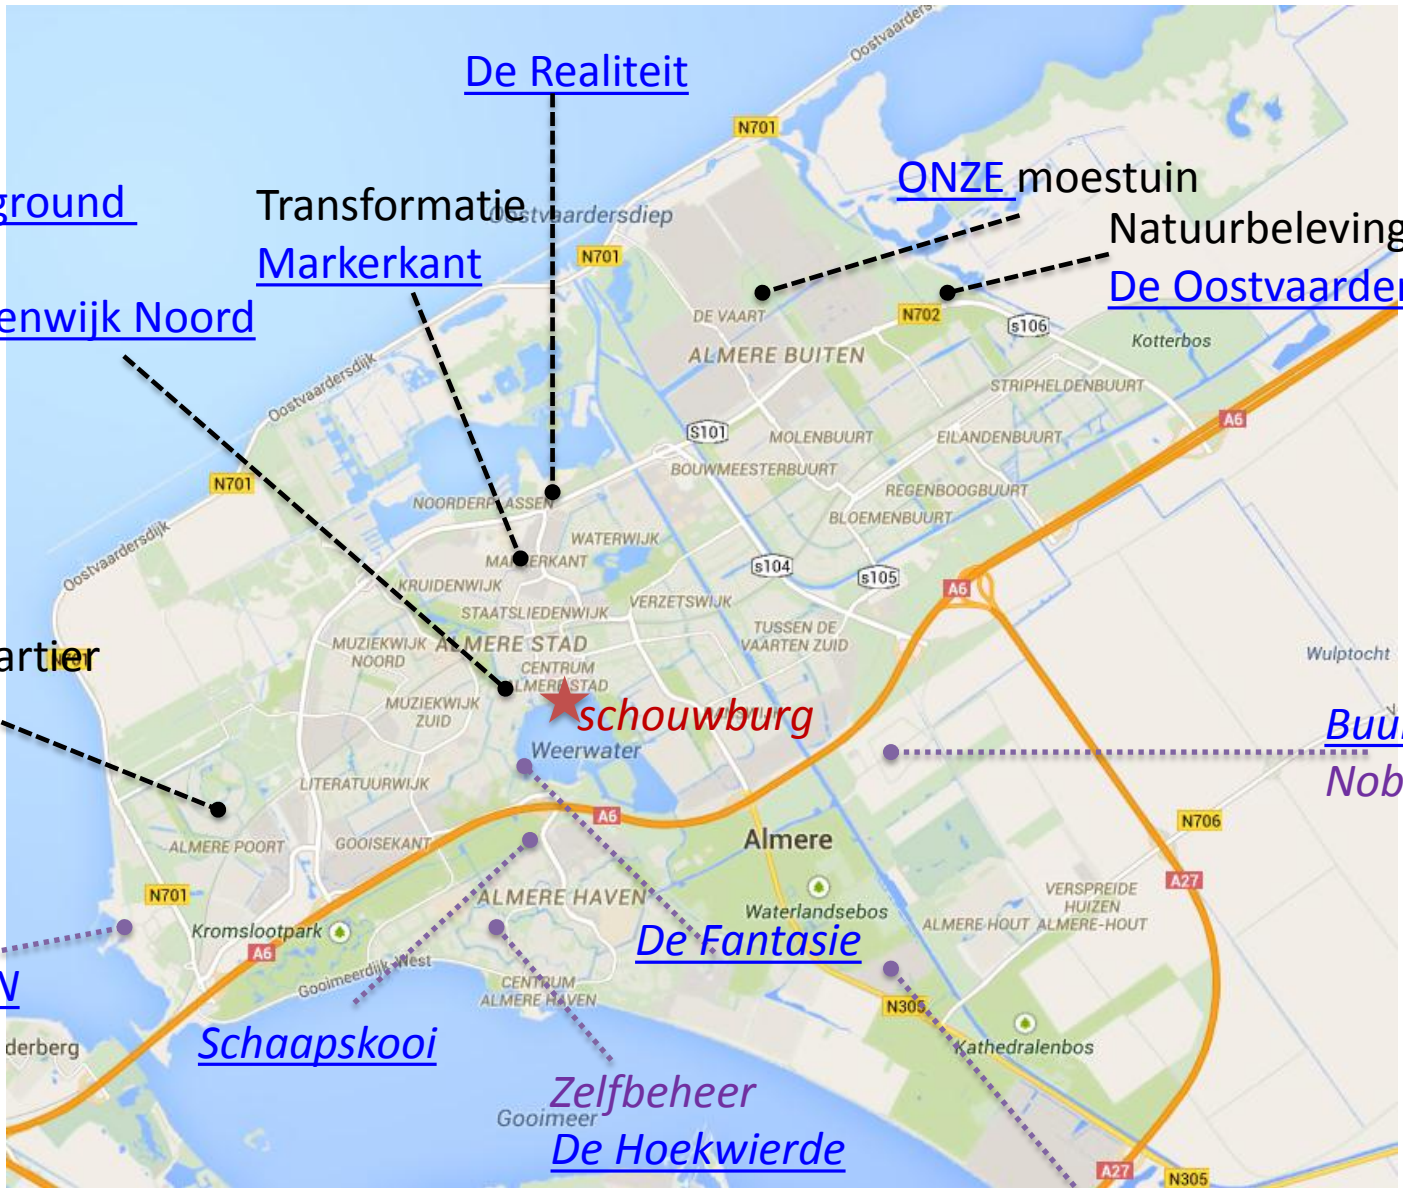 Oostvaarders
De Realiteit
N701
ground
Transformatie
Markerkant
Oostvaardersdiep
ONZE moestuin
Natuurbeleving
De Oostvaarder
N701
enwijk Noord
DE VAART
N702
s106
ALMERE BUITEN
Kotterbos
Oostvaardersdijk
STRIPHELDENBUURT
A6
S101
MOLENBUURT
EILANDENBUURT
BOUWMEESTERBUURT
N701
NOORDERPLASSEN
REGENBOOGBUURT
BLOEMENBUURT
Oostvaardersdijk
WATERWIJK
MARKERKANT
KRUIDENWIJK
s104
s105
A6
STAATSLIEDENWIJK
VERZETSWIJK
MUZIEKWIJK
NOORD
ALMERE STAD
TUSSEN DE
VAARTEN ZUID
artier
N701
CENTRUM
ALMERE STAD
Wulptocht
MUZIEKWIJK
ZUID
schouwburg
Weerwater
Buu
Nob
LITERATUURWIJK
A6
N706
ALMERE POORT
GOOISEKANT
Almere
A27
N701
ALMERE HAVEN
VERSPREIDE
HUIZEN
ALMERE-HOUT
Waterlandsebos
ALMERE HOUT
Kromslootpark
A6
De Fantasie
Gooimeerdijk-West
N
CENTRUM
ALMERE HAVEN
N305
derberg
Schaapskooi
Kathedralenbos
Zelfbeheer
Gooimeer
De Hoekwierde
A27
N305